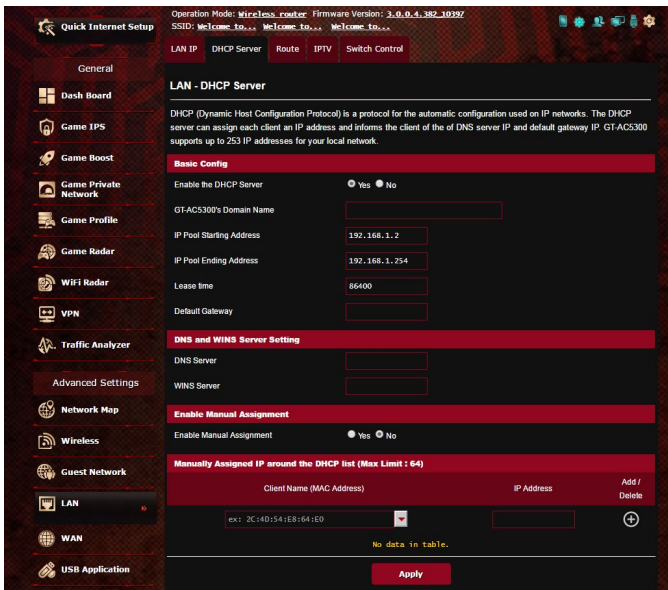 Quick Internet Setup
General
Dash Board
Game IPS
Game Boost
Game Private
Network
Game Profile
Game Radar
WiFi Radar
VPN
Traffic Analyzer
Advanced Settings
Network Map
Wireless
Guest Network
LAN
WAN
USB Application
Operation Mode: Wireless router Firmware Version: 3.0.0.4.382_10397
SSID: Welcome to... Welcome to... Welcome to...
LAN IP DHCP Server Route IPTV Switch Control
LAN - DHCP Server
DHCP (Dynamic Host Configuration Protocol) is a protocol for the automatic configuration used on IP networks. The DHCP
server can assign each client an IP address and informs the client of the of DNS server IP and default gateway IP. GT-AC5300
supports up to 253 IP addresses for your local network.
Basic Config
Enable the DHCP Server Yes No
GT-AC5300's Domain Name
IP Pool Starting Address 192.168.1.2
IP Pool Ending Address 192.168.1.254
Lease time 86400
Default Gateway
DNS and WINS Server Setting
DNS Server
WINS Server
Enable Manual Assignment
Enable Manual Assignment Yes No
Manually Assigned IP around the DHCP list (Max Limit : 64)
Client Name (MAC Address) IP Address Add /
Delete
ex: 2C:4D:54:E8:64:E0
No data in table.
Apply